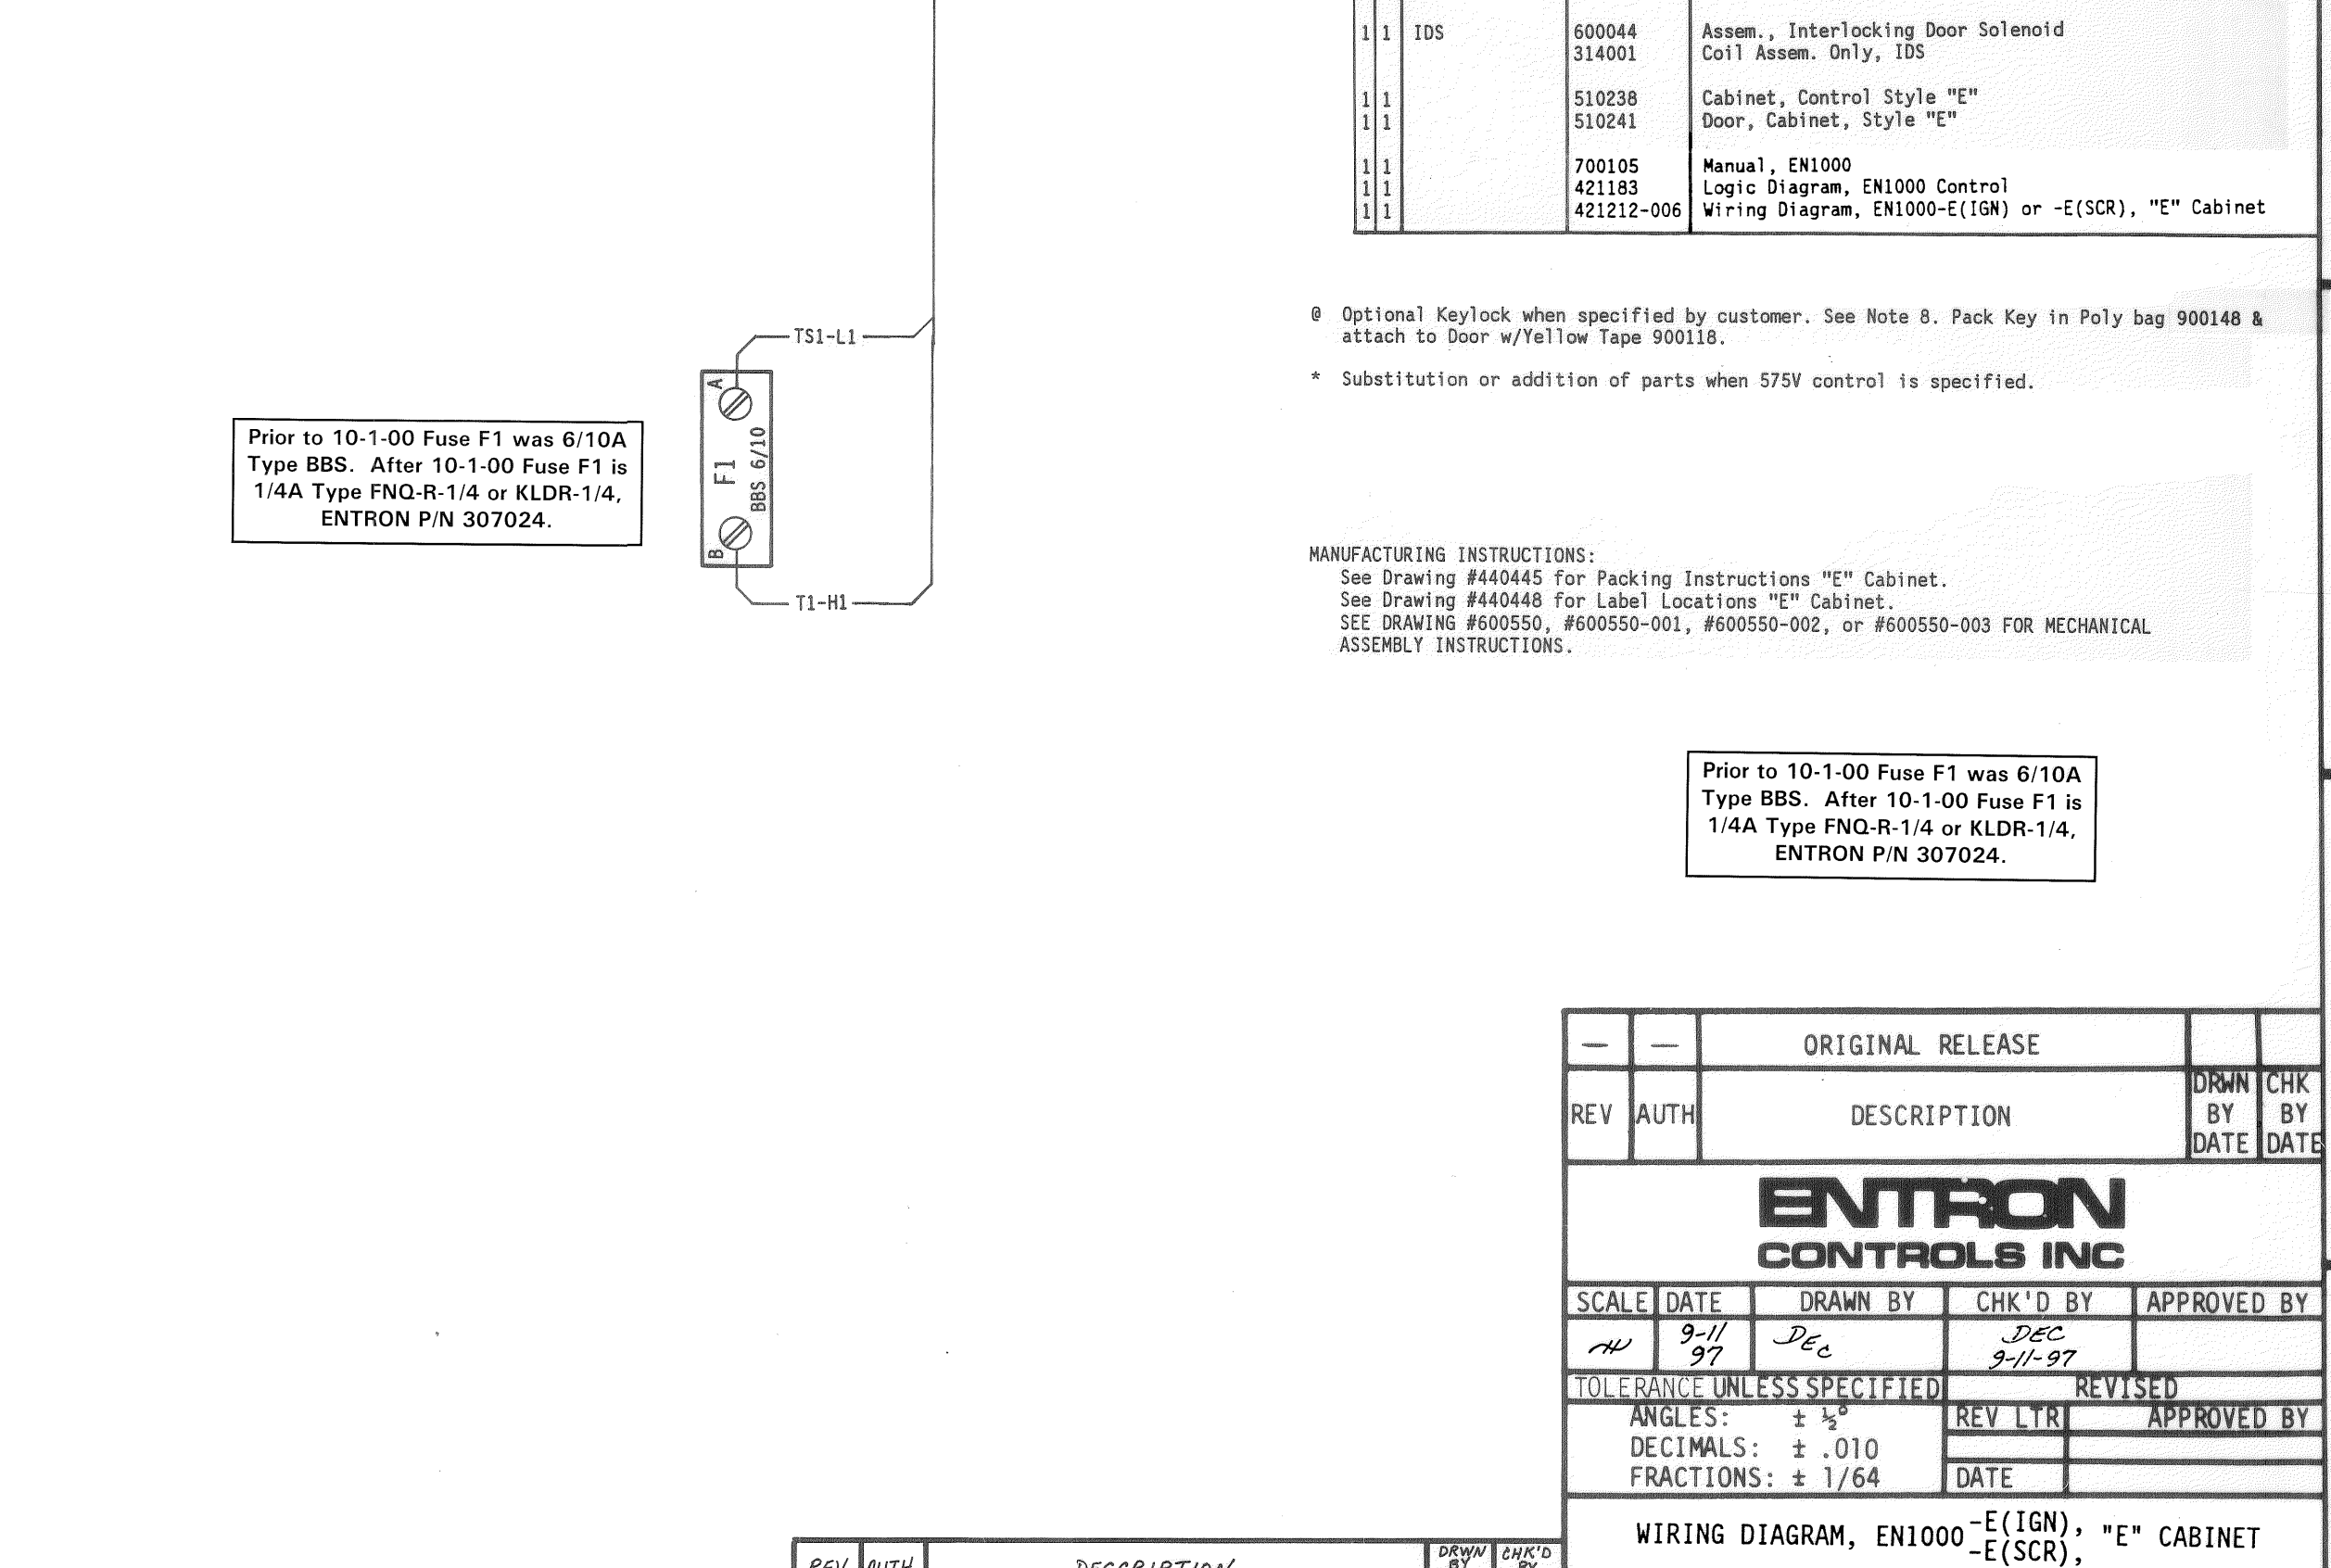 1 1 IDS 600044 Assem., Interlocking Door Solenoid
314001 Coil Assem. Only, IDS
1 1 510238 Cabinet, Control Style "E"
1 1 510241 Door, Cabinet, Style "E"
1 1 700105 Manual, EN1000
1 1 421183 Logic Diagram, EN1000 Control
1 1 421212-006 Wiring Diagram, EN1000-E(IGN) or -E(SCR), "E" Cabinet
@ Optional Keylock when specified by customer. See Note 8. Pack Key in Poly bag 900148 &
attach to Door w/Yellow Tape 900118.
* Substitution or addition of parts when 575V control is specified.
TS1-L1
A
F1
BBS 6/10
B
T1-H1
Prior to 10-1-00 Fuse F1 was 6/10A
Type BBS. After 10-1-00 Fuse F1 is
1/4A Type FNQ-R-1/4 or KLDR-1/4,
ENTRON P/N 307024.
MANUFACTURING INSTRUCTIONS:
See Drawing #440445 for Packing Instructions "E" Cabinet.
See Drawing #440448 for Label Locations "E" Cabinet.
SEE DRAWING #600550, #600550-001, #600550-002, or #600550-003 FOR MECHANICAL
ASSEMBLY INSTRUCTIONS.
Prior to 10-1-00 Fuse F1 was 6/10A
Type BBS. After 10-1-00 Fuse F1 is
1/4A Type FNQ-R-1/4 or KLDR-1/4,
ENTRON P/N 307024.
— — ORIGINAL RELEASE
REV AUTH DESCRIPTION DRWN BY DATE CHK BY DATE
ENTRON
CONTROLS INC
SCALE DATE DRAWN BY CHK'D BY APPROVED BY
9-11 97 DEC DEC 9-11-97
TOLERANCE UNLESS SPECIFIED REVISED
ANGLES: ± ½° REV LTR APPROVED BY
DECIMALS: ± .010
FRACTIONS: ± 1/64 DATE
WIRING DIAGRAM, EN1000 -E(IGN), -E(SCR), "E" CABINET
REV AUTH DESCRIPTION DRWN BY CHK'D BY